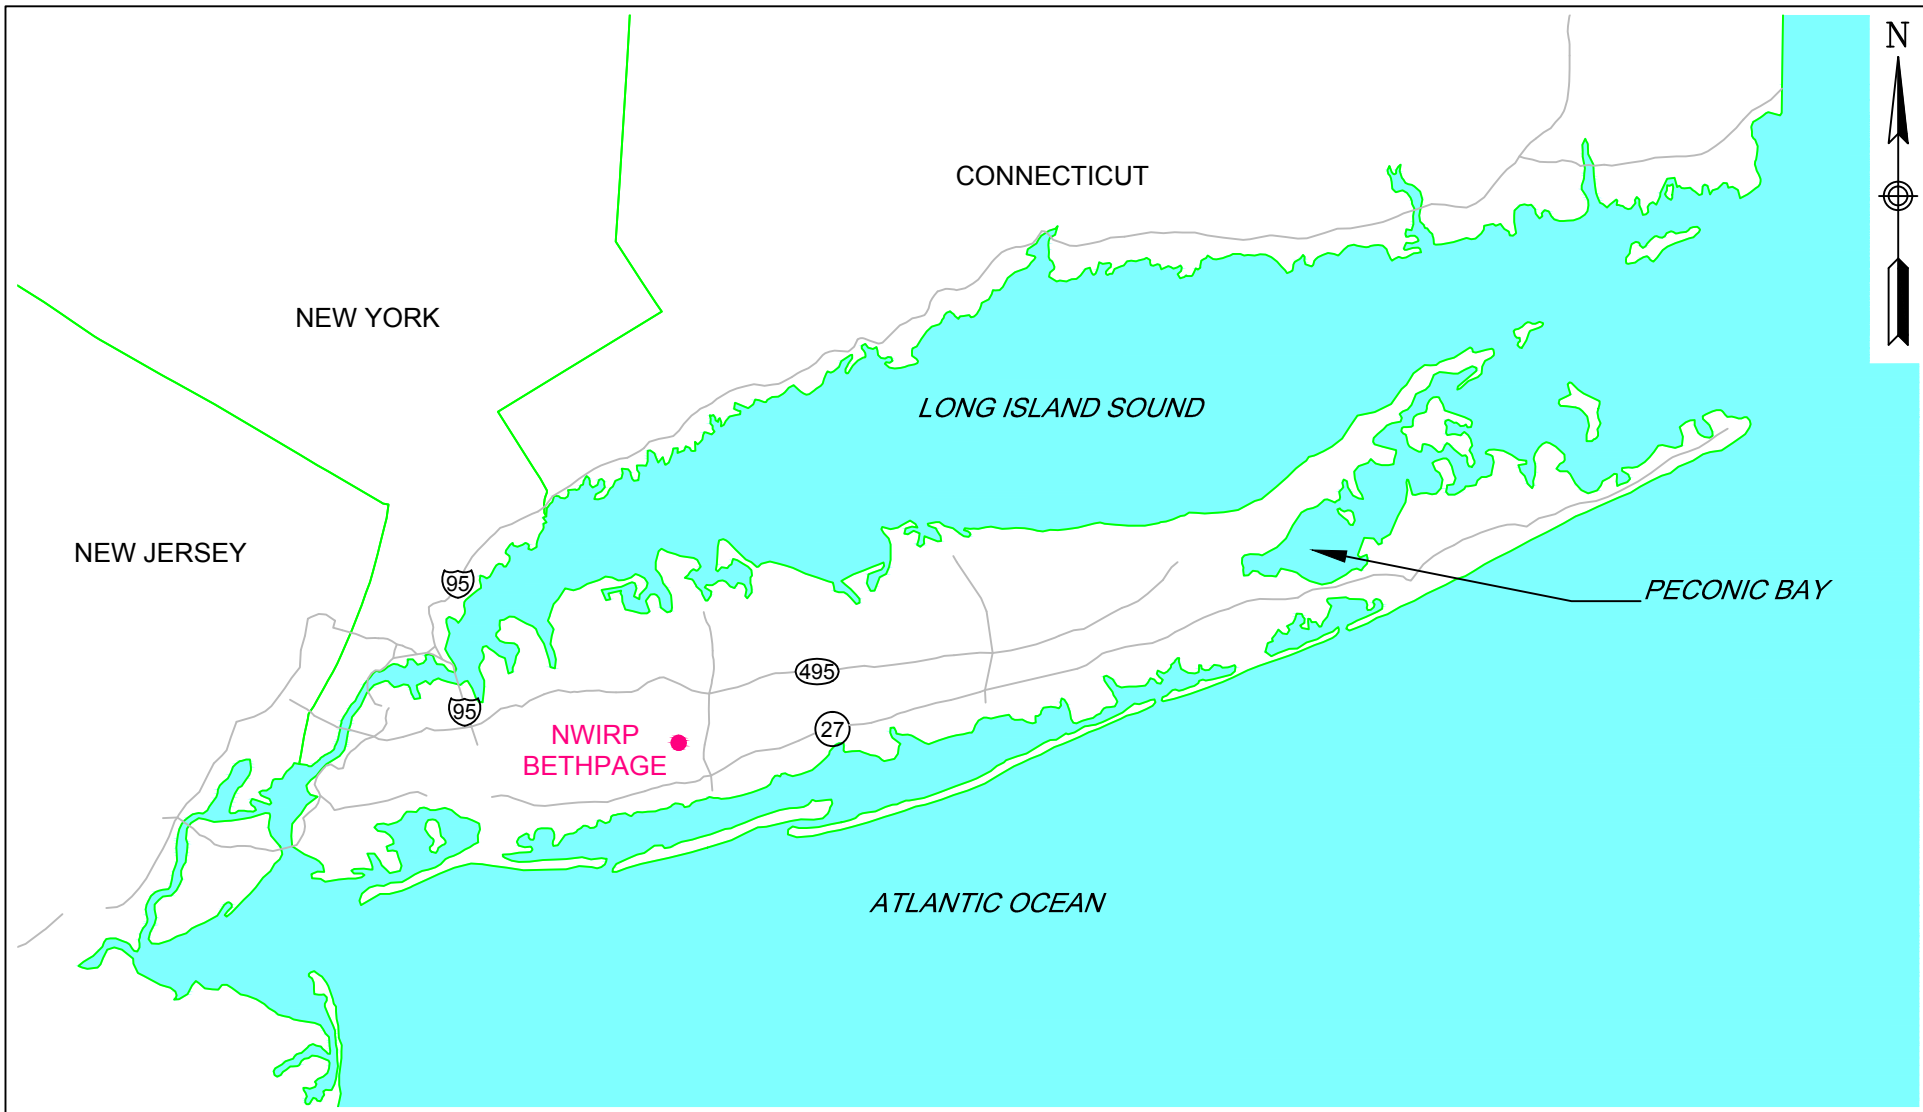 N
CONNECTICUT
NEW YORK
LONG ISLAND SOUND
NEW JERSEY
95
PECONIC BAY
495
95
27
NWIRP
BETHPAGE
ATLANTIC OCEAN